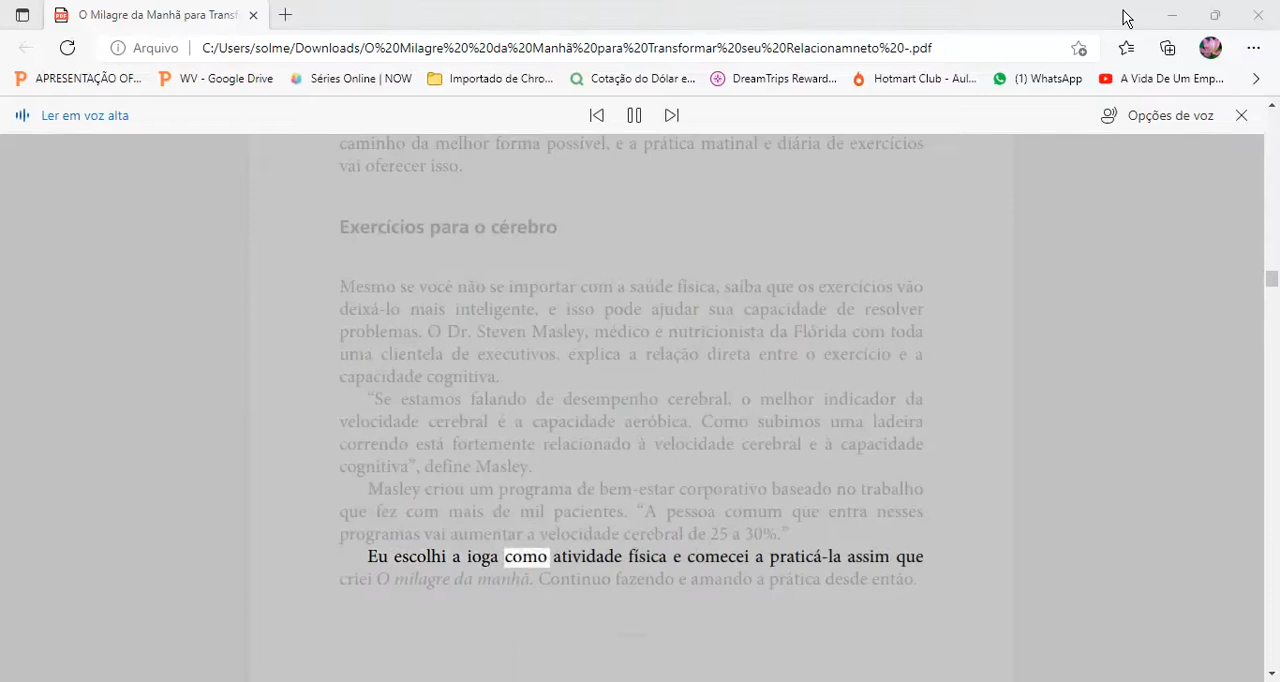 O Milagre da Manhã para Transf
Arquivo
C:/Users/solme/Downloads/O%20Milagre%20%20da%20Manhã%20para%20Transformar%20seu%20Relacionamneto%20-.pdf
APRESENTAÇÃO OF...
WV - Google Drive
Séries Online | NOW
Importado de Chro...
Cotação do Dólar e...
DreamTrips Reward...
Hotmart Club - Aul...
(1) WhatsApp
A Vida De Um Emp...
Ler em voz alta
Opções de voz
caminho da melhor forma possível, e a prática matinal e diária de exercícios
vai oferecer isso.
Exercícios para o cérebro
Mesmo se você não se importar com a saúde física, saiba que os exercícios vão
deixá-lo mais inteligente, e isso pode ajudar sua capacidade de resolver
problemas. O Dr. Steven Masley, médico e nutricionista da Flórida com toda
uma clientela de executivos, explica a relação direta entre o exercício e a
capacidade cognitiva.
“Se estamos falando de desempenho cerebral, o melhor indicador da
velocidade cerebral é a capacidade aeróbica. Como subimos uma ladeira
correndo está fortemente relacionado à velocidade cerebral e à capacidade
cognitiva”, define Masley.
Masley criou um programa de bem-estar corporativo baseado no trabalho
que fez com mais de mil pacientes. “A pessoa comum que entra nesses
programas vai aumentar a velocidade cerebral de 25 a 30%.”
Eu escolhi a ioga como atividade física e comecei a praticá-la assim que
criei O milagre da manhã. Continuo fazendo e amando a prática desde então.